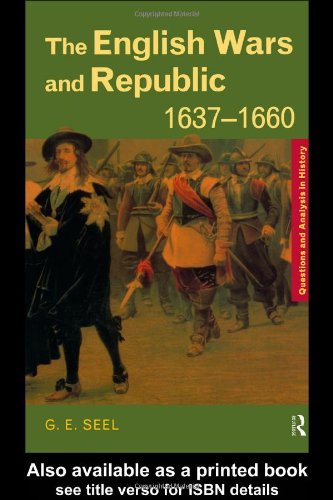 The English Wars
and Republic
1637–1660
Questions and Analysis in History
G. E. SEEL
R
ROUTLEDGE
Also available as a printed book
see title verso for ISBN details